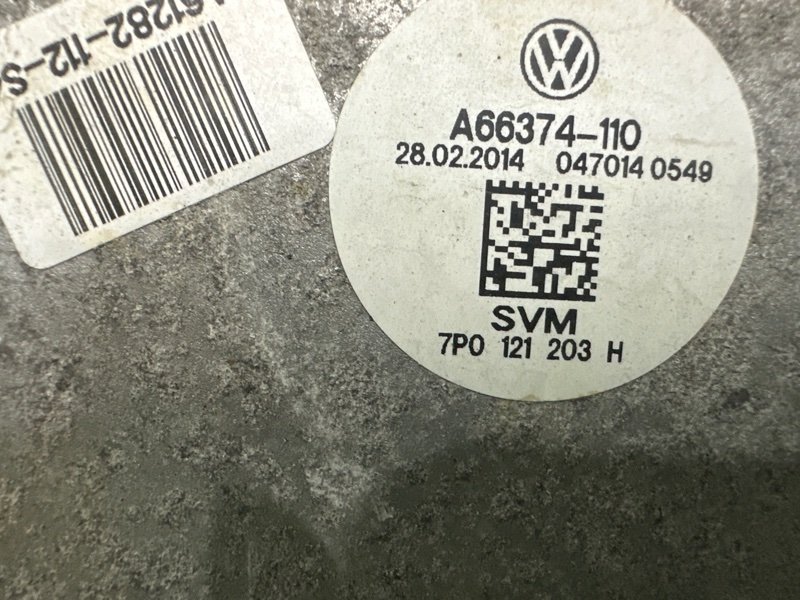 61282-112-S
A66374-110
28.02.2014 047014 0549
SVM
7P0 121 203 H